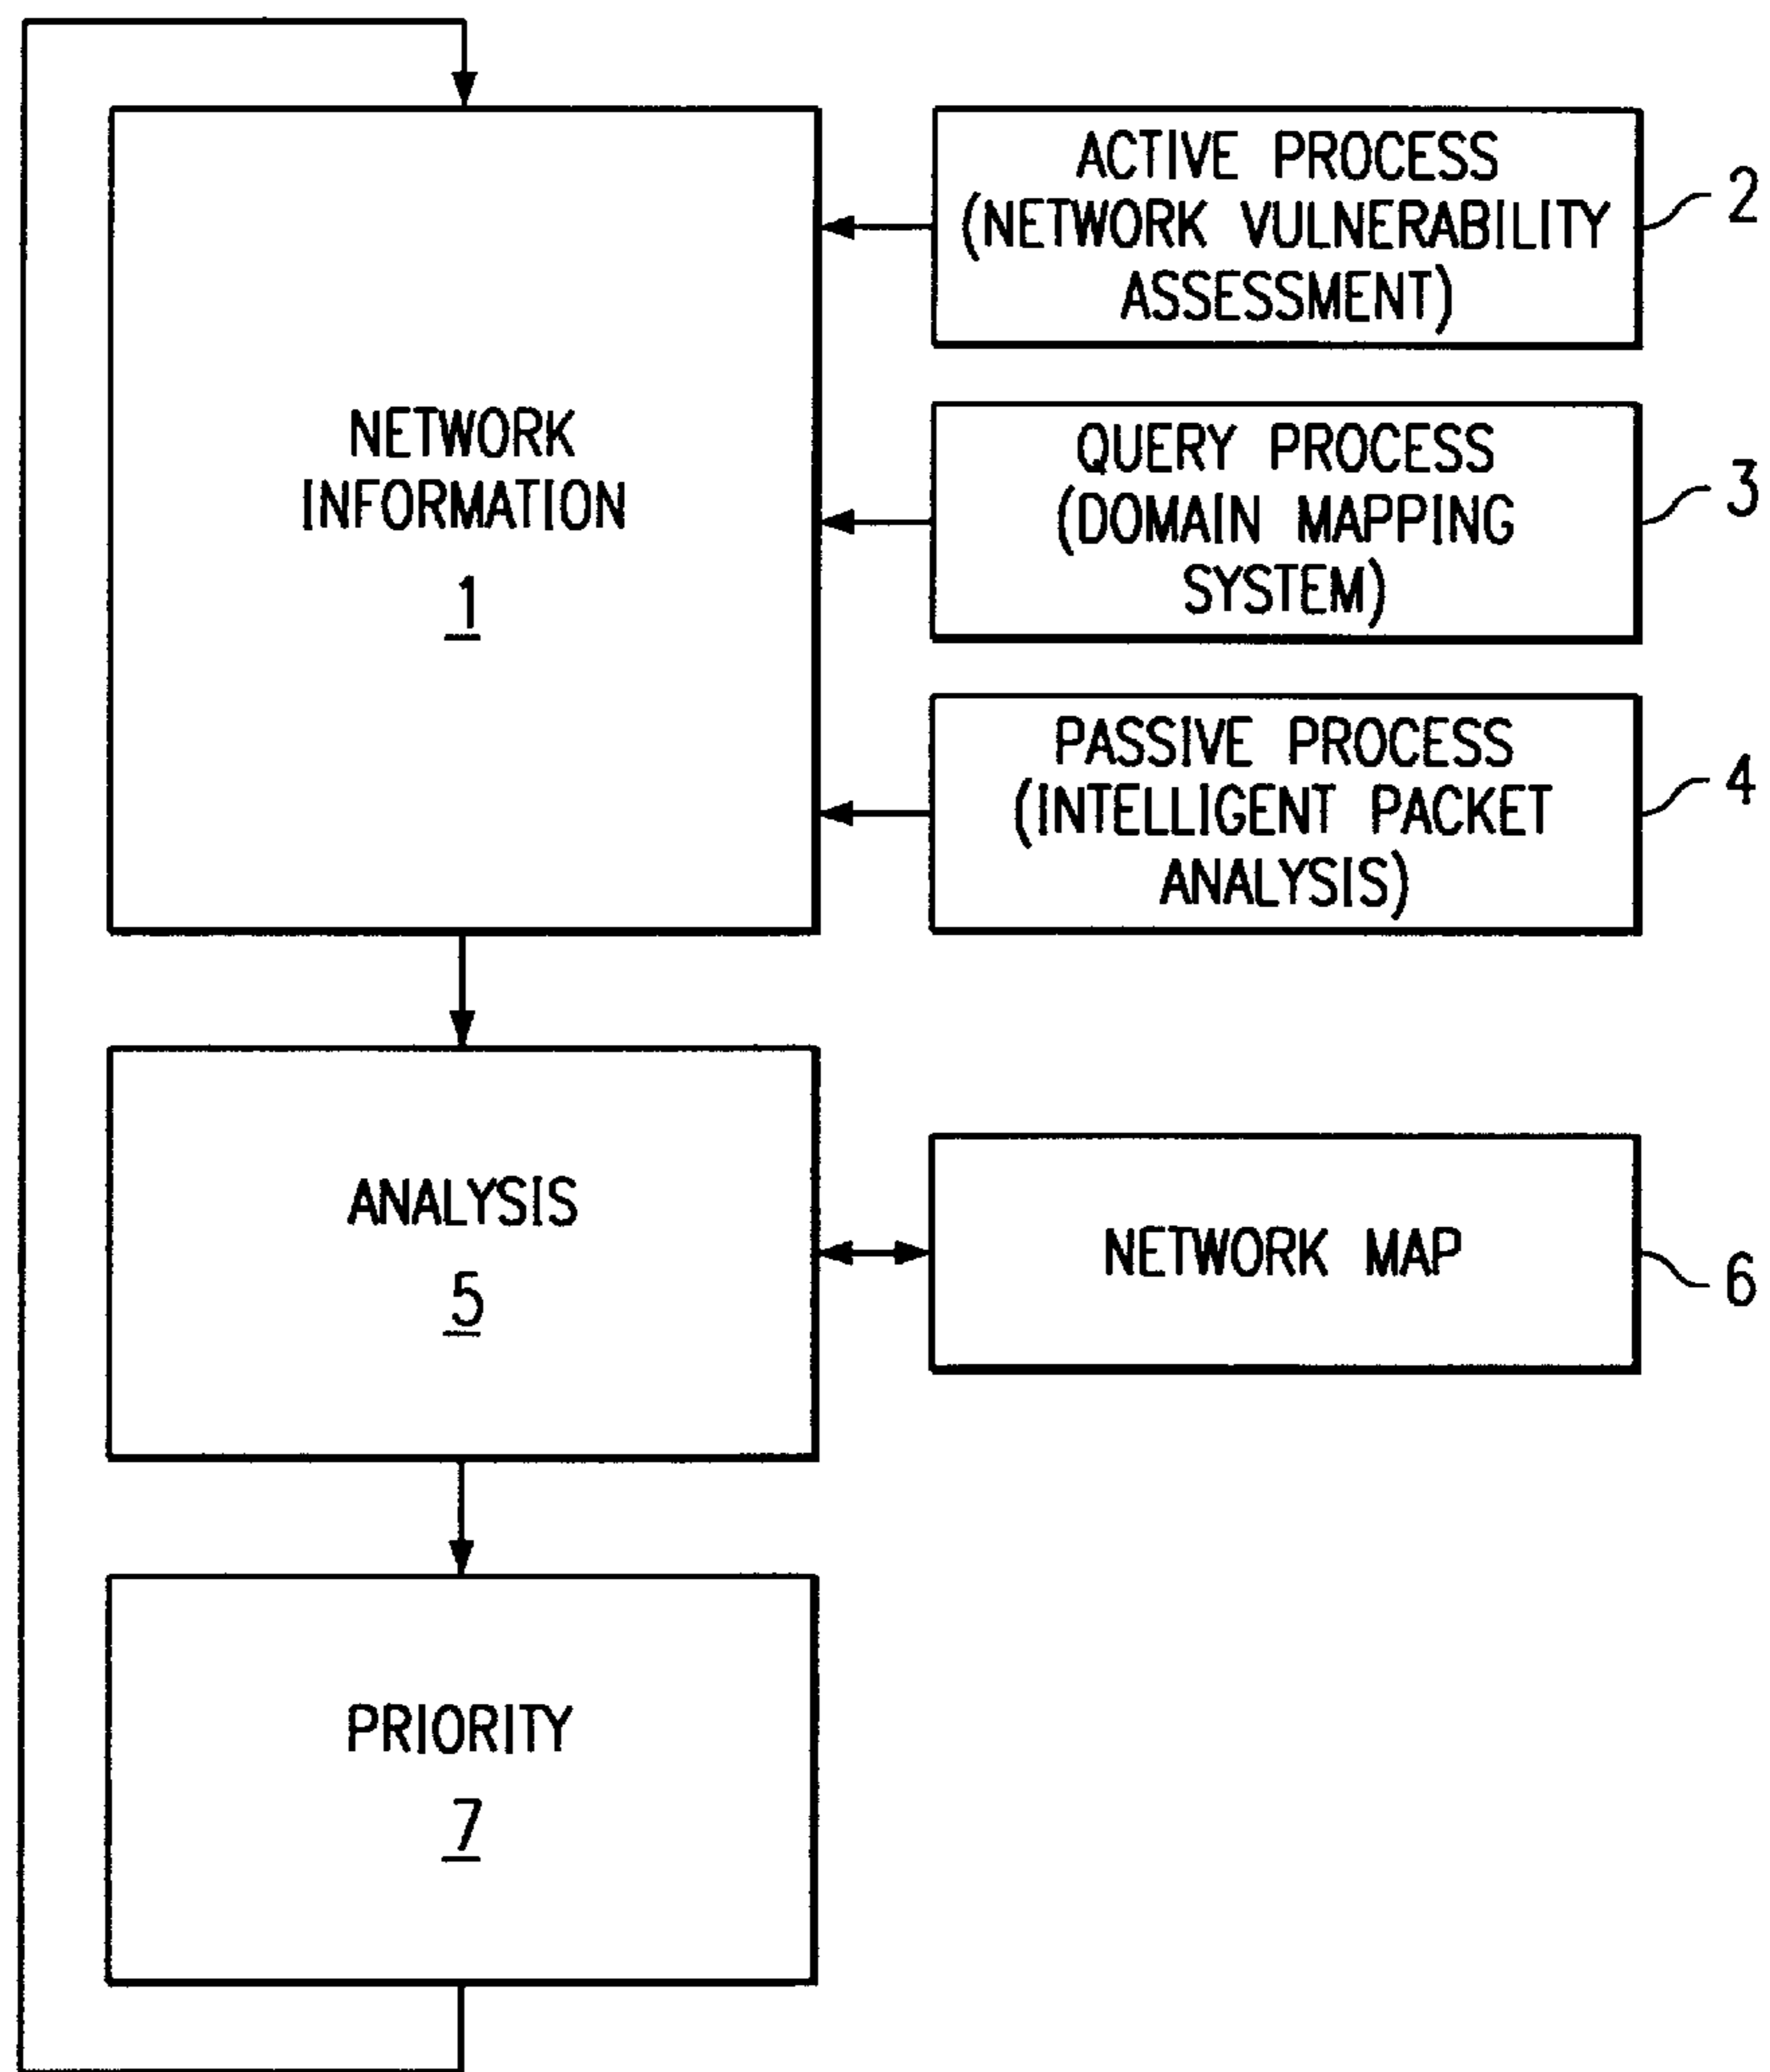 NETWORK
INFORMATION
1
ACTIVE PROCESS
(NETWORK VULNERABILITY
ASSESSMENT)
2
QUERY PROCESS
(DOMAIN MAPPING
SYSTEM)
3
PASSIVE PROCESS
(INTELLIGENT PACKET
ANALYSIS)
4
ANALYSIS
5
NETWORK MAP
6
PRIORITY
7